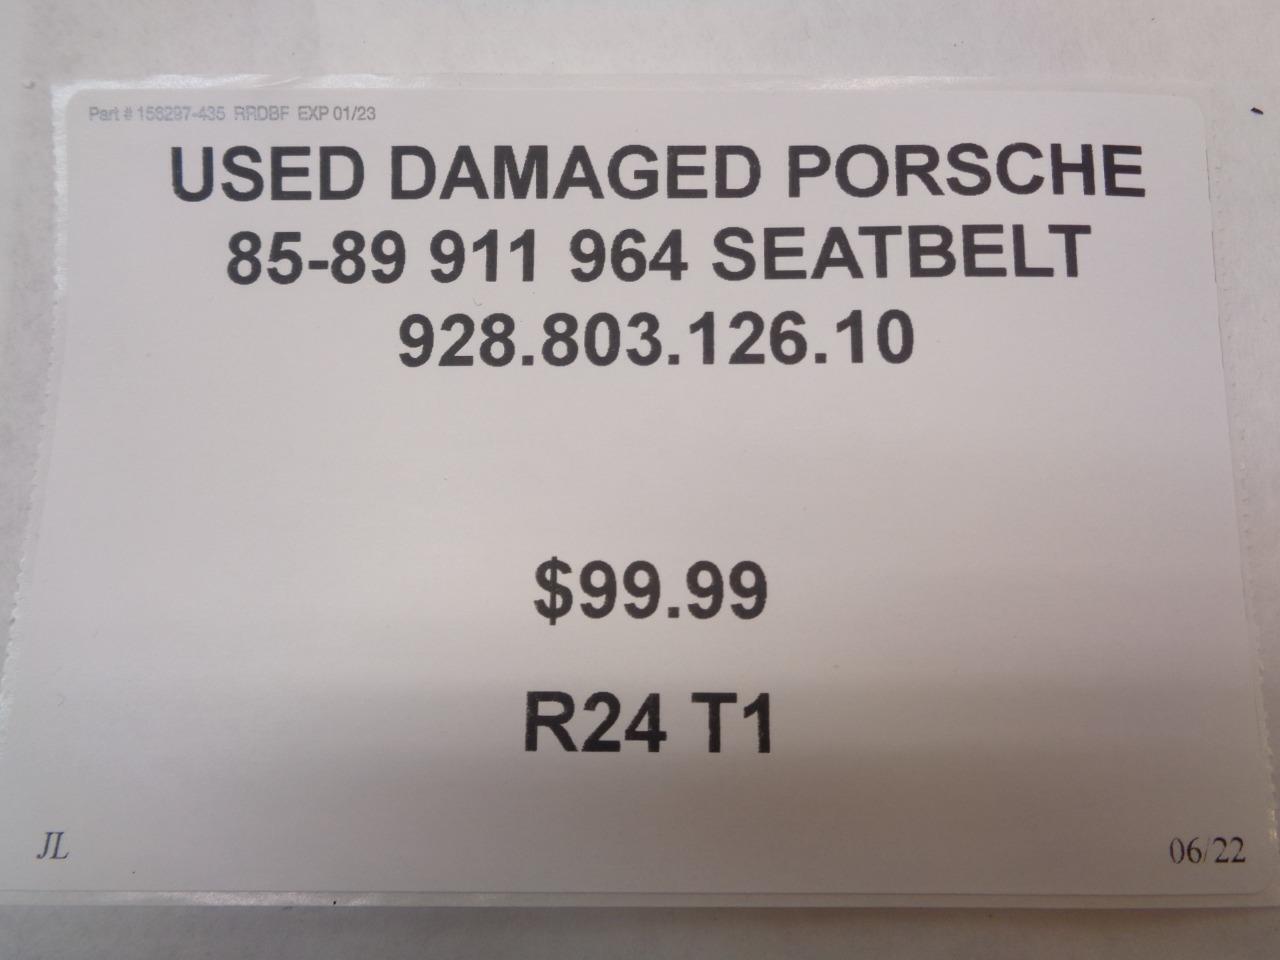 Part # 156297-435 RRDBF EXP 01/23
USED DAMAGED PORSCHE
85-89 911 964 SEATBELT
928.803.126.10
$99.99
R24 T1
JL
06/22